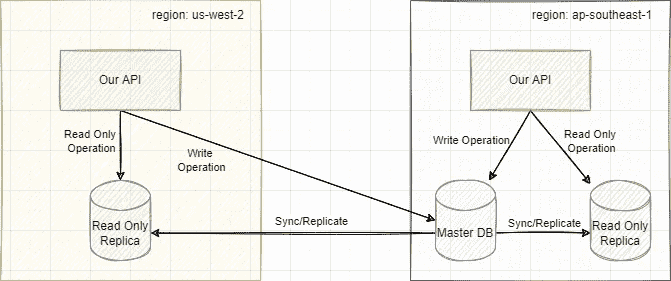 region: us-west-2
Our API
Read Only
Operation
Write
Operation
Read Only
Replica
Sync/Replicate
region: ap-southeast-1
Our API
Write Operation
Read Only
Operation
Master DB
Sync/Replicate
Read Only
Replica